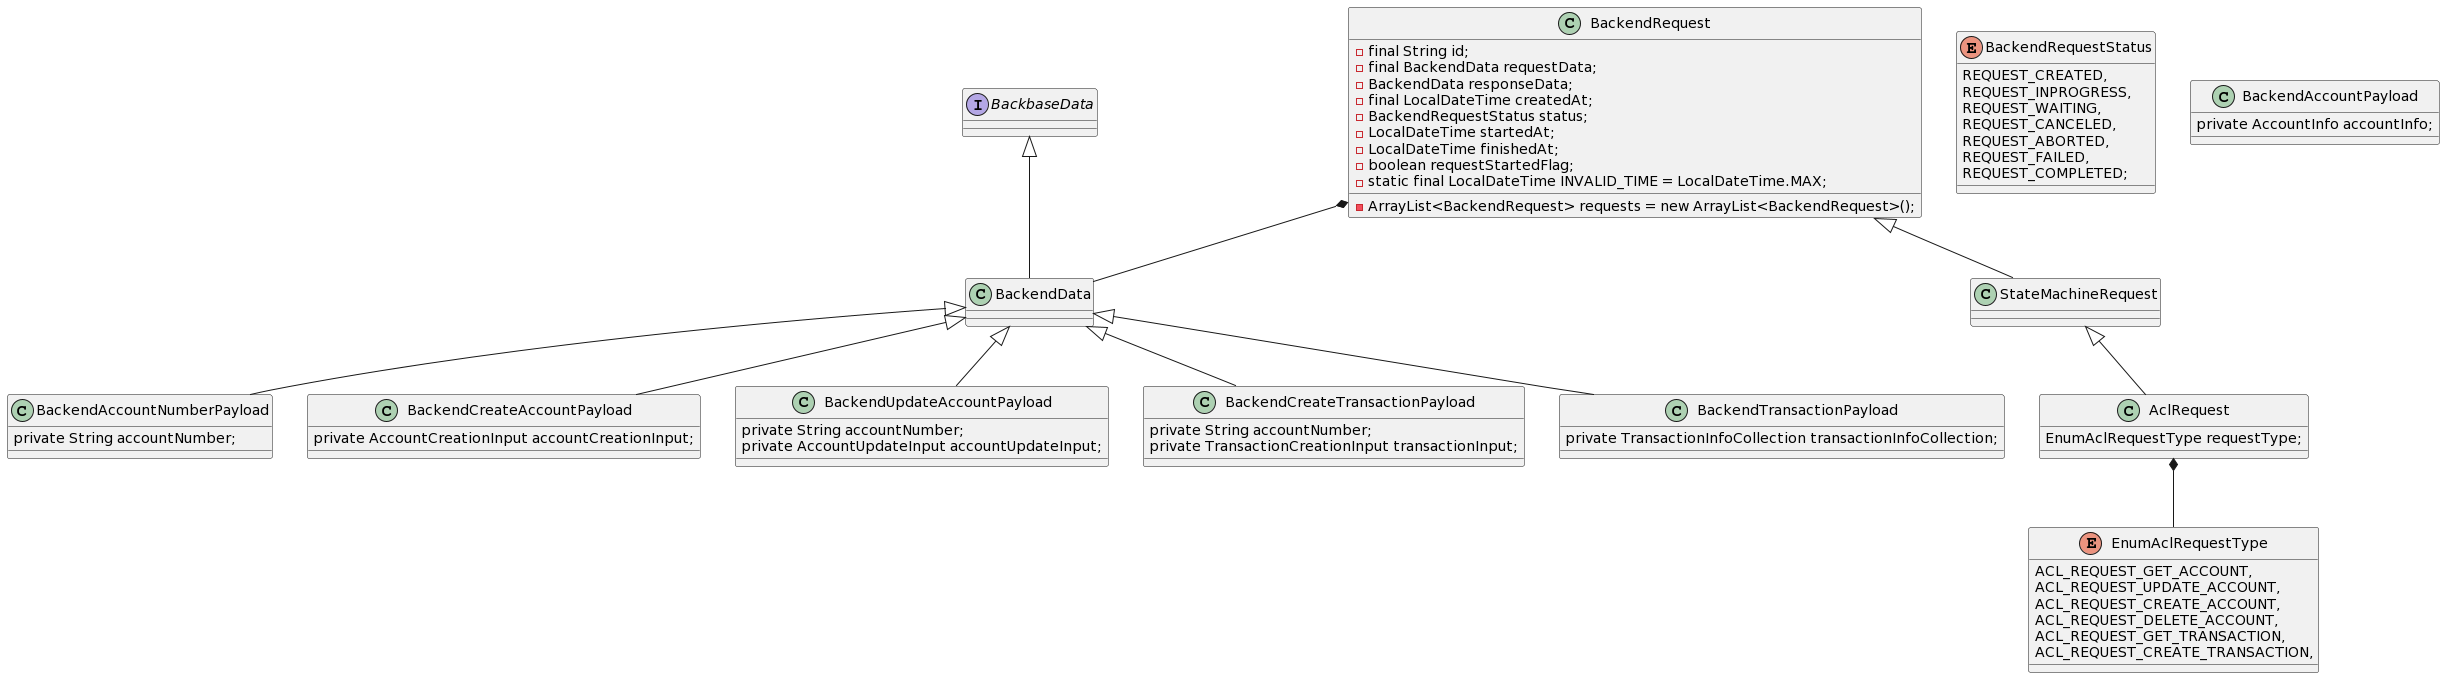 C BackendRequest
final String id;
final BackendData requestData;
BackendData responseData;
final LocalDateTime createdAt;
BackendRequestStatus status;
LocalDateTime startedAt;
LocalDateTime finishedAt;
boolean requestStartedFlag;
static final LocalDateTime INVALID_TIME = LocalDateTime.MAX;
ArrayList<BackendRequest> requests = new ArrayList<BackendRequest>();
E BackendRequestStatus
REQUEST_CREATED,
REQUEST_INPROGRESS,
REQUEST_WAITING,
REQUEST_CANCELED,
REQUEST_ABORTED,
REQUEST_FAILED,
REQUEST_COMPLETED;
C BackendAccountPayload
private AccountInfo accountInfo;
I BackbaseData
C BackendData
C StateMachineRequest
C BackendAccountNumberPayload
private String accountNumber;
C BackendCreateAccountPayload
private AccountCreationInput accountCreationInput;
C BackendUpdateAccountPayload
private String accountNumber;
private AccountUpdateInput accountUpdateInput;
C BackendCreateTransactionPayload
private String accountNumber;
private TransactionCreationInput transactionInput;
C BackendTransactionPayload
private TransactionInfoCollection transactionInfoCollection;
C AclRequest
EnumAclRequestType requestType;
E EnumAclRequestType
ACL_REQUEST_GET_ACCOUNT,
ACL_REQUEST_UPDATE_ACCOUNT,
ACL_REQUEST_CREATE_ACCOUNT,
ACL_REQUEST_DELETE_ACCOUNT,
ACL_REQUEST_GET_TRANSACTION,
ACL_REQUEST_CREATE_TRANSACTION,